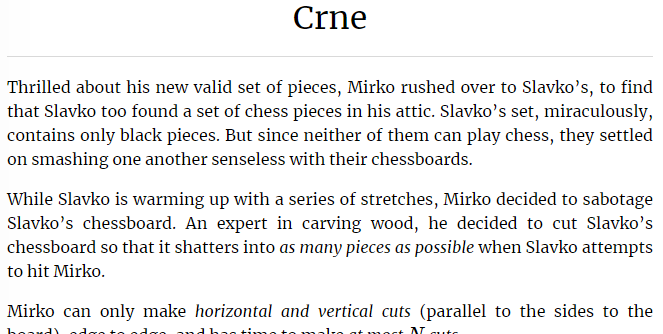 Crne
Thrilled about his new valid set of pieces, Mirko rushed over to Slavko’s, to find
that Slavko too found a set of chess pieces in his attic. Slavko’s set, miraculously,
contains only black pieces. But since neither of them can play chess, they settled
on smashing one another senseless with their chessboards.
While Slavko is warming up with a series of stretches, Mirko decided to sabotage
Slavko’s chessboard. An expert in carving wood, he decided to cut Slavko’s
chessboard so that it shatters into as many pieces as possible when Slavko attempts
to hit Mirko.
Mirko can only make horizontal and vertical cuts (parallel to the sides to the
board), edge to edge, and has time to make at most N cuts.